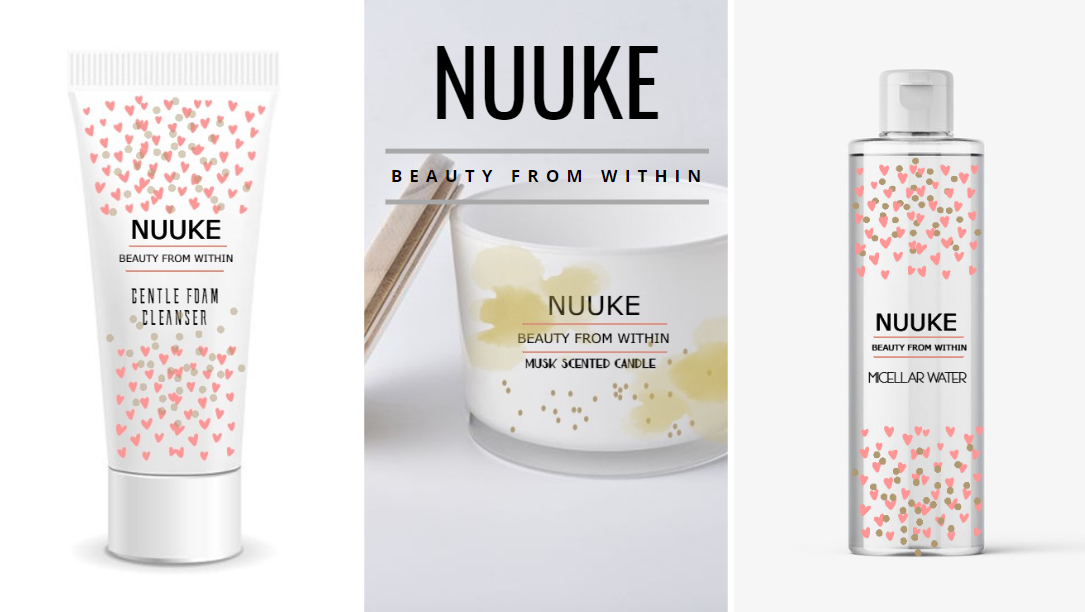 NUUKE
BEAUTY FROM WITHIN
GENTLE FOAM
CLEANSER
NUUKE
BEAUTY FROM WITHIN
NUUKE
BEAUTY FROM WITHIN
MUSK SCENTED CANDLE
NUUKE
BEAUTY FROM WITHIN
MICELLAR WATER